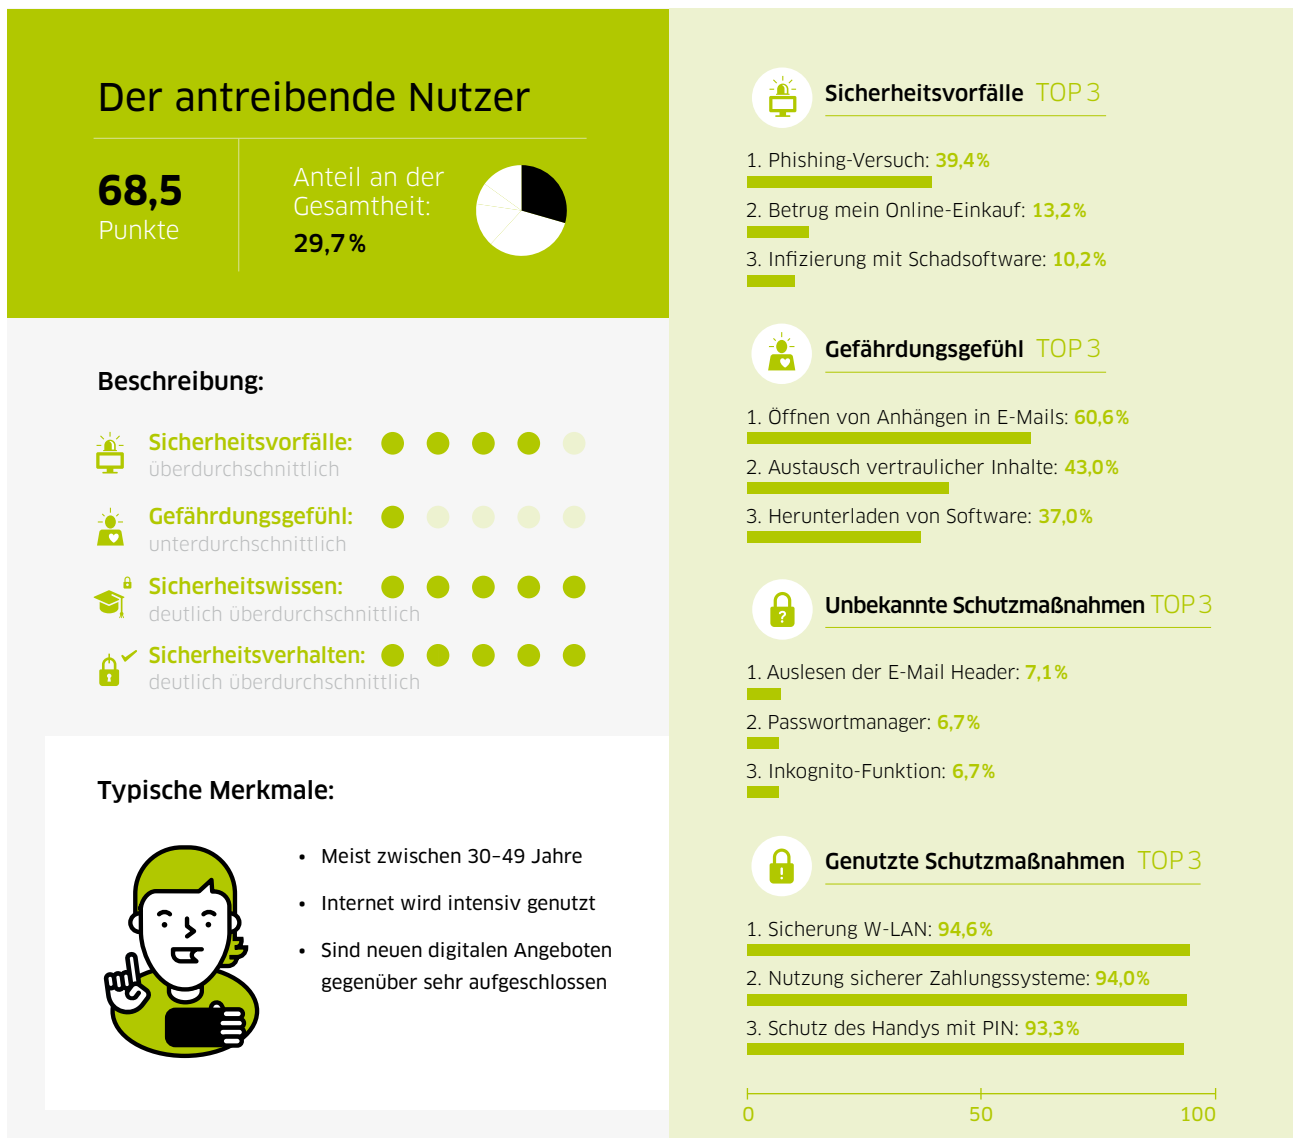 Der antreibende Nutzer
68,5
Punkte
Anteil an der
Gesamtheit:
29,7 %
Beschreibung:
Sicherheitsvorfälle:
überdurchschnittlich
Gefährdungsgefühl:
unterdurchschnittlich
Sicherheitswissen:
deutlich überdurchschnittlich
Sicherheitsverhalten:
deutlich überdurchschnittlich
Typische Merkmale:
• Meist zwischen 30–49 Jahre
• Internet wird intensiv genutzt
• Sind neuen digitalen Angeboten
gegenüber sehr aufgeschlossen
Sicherheitsvorfälle TOP 3
1. Phishing-Versuch: 39,4 %
2. Betrug mein Online-Einkauf: 13,2 %
3. Infizierung mit Schadsoftware: 10,2 %
Gefährdungsgefühl TOP 3
1. Öffnen von Anhängen in E-Mails: 60,6 %
2. Austausch vertraulicher Inhalte: 43,0 %
3. Herunterladen von Software: 37,0 %
?
Unbekannte Schutzmaßnahmen TOP 3
1. Auslesen der E-Mail Header: 7,1 %
2. Passwortmanager: 6,7 %
3. Inkognito-Funktion: 6,7 %
!
Genutzte Schutzmaßnahmen TOP 3
1. Sicherung W-LAN: 94,6 %
2. Nutzung sicherer Zahlungssysteme: 94,0 %
3. Schutz des Handys mit PIN: 93,3 %
0 50 100